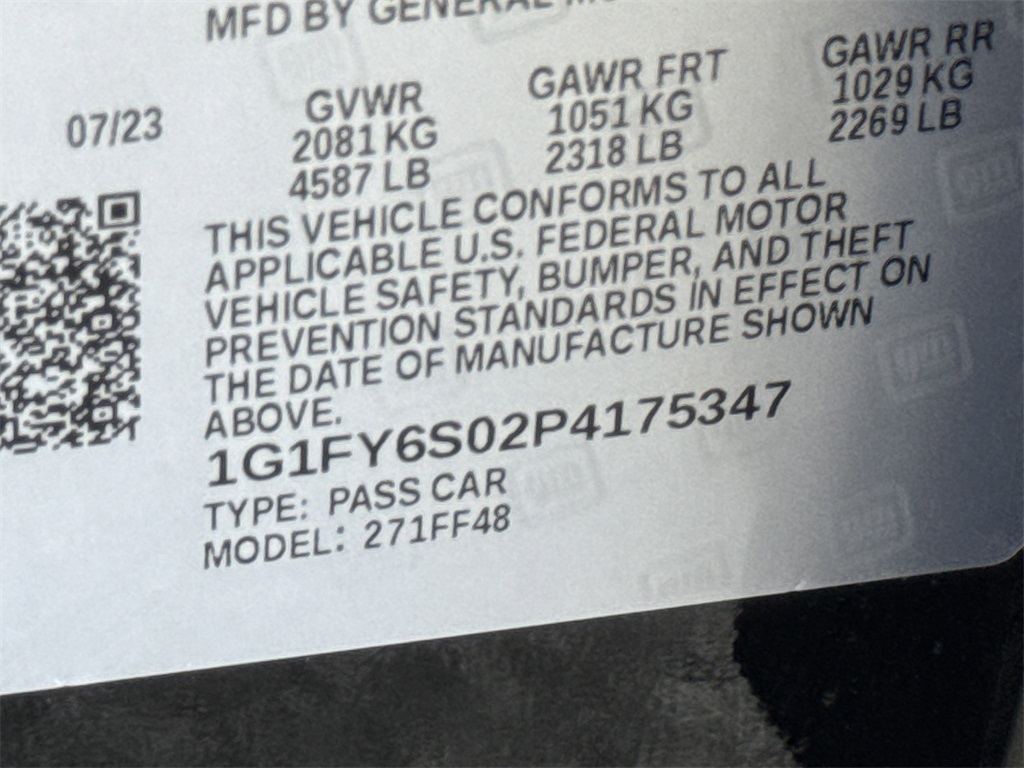 MFD BY GENERAL
07/23
GVWR
2081 KG
4587 LB
GAWR FRT
1051 KG
2318 LB
GAWR RR
1029 KG
2269 LB
THIS VEHICLE CONFORMS TO ALL
APPLICABLE U.S. FEDERAL MOTOR
VEHICLE SAFETY, BUMPER, AND THEFT
PREVENTION STANDARDS IN EFFECT ON
THE DATE OF MANUFACTURE SHOWN
ABOVE.
1G1FY6S02P4175347
TYPE: PASS CAR
MODEL: 271FF48